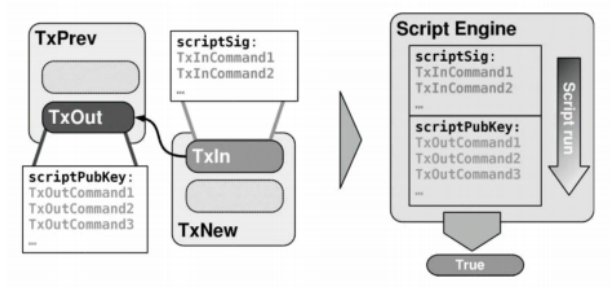 TxPrev
TxOut
scriptPubKey:
TxOutCommand1
TxOutCommand2
TxOutCommand3
…
scriptSig:
TxInCommand1
TxInCommand2
…
TxIn
TxNew
Script Engine
scriptSig:
TxInCommand1
TxInCommand2
…
scriptPubKey:
TxOutCommand1
TxOutCommand2
TxOutCommand3
…
Script run
True